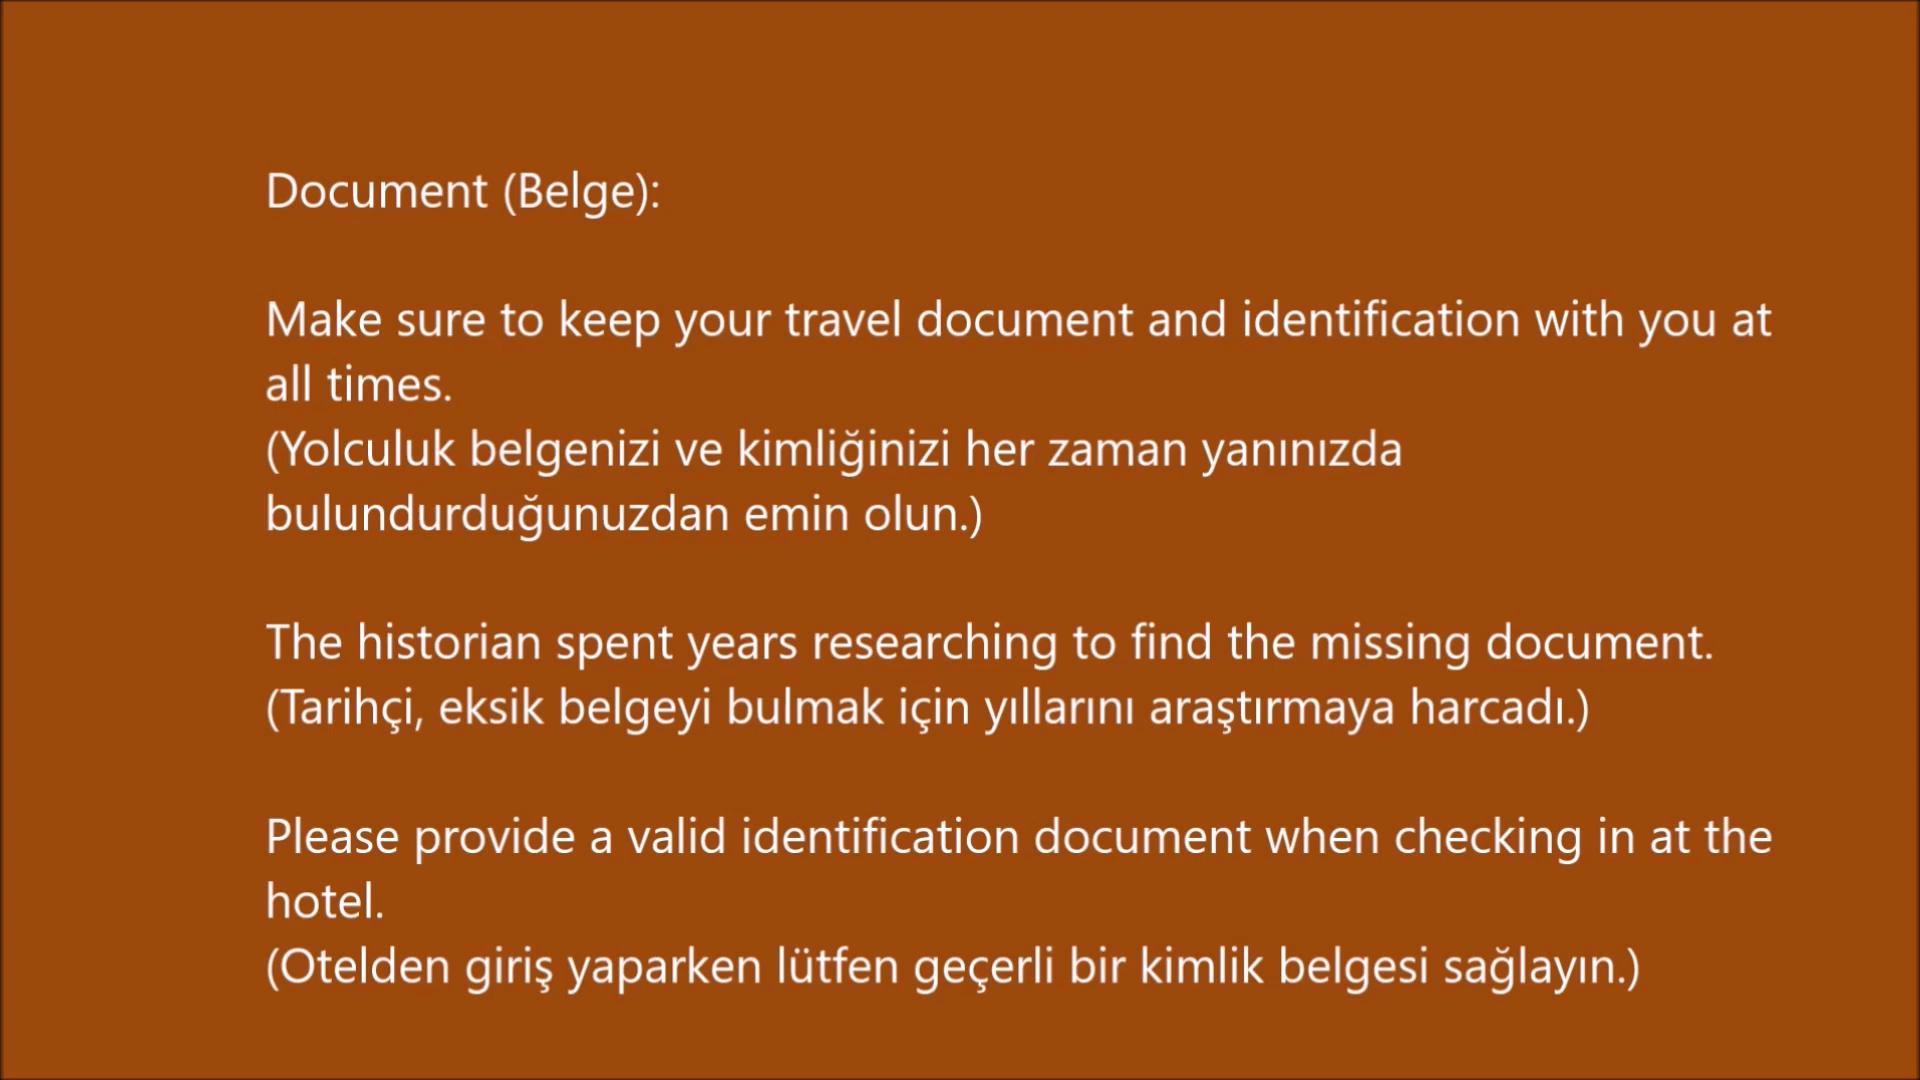 Document (Belge):
Make sure to keep your travel document and identification with you at
all times.
(Yolculuk belgenizi ve kimliğinizi her zaman yanınızda
bulundurduğunuzdan emin olun.)
The historian spent years researching to find the missing document.
(Tarihçi, eksik belgeyi bulmak için yıllarını araştırmaya harcadı.)
Please provide a valid identification document when checking in at the
hotel.
(Otelden giriş yaparken lütfen geçerli bir kimlik belgesi sağlayın.)